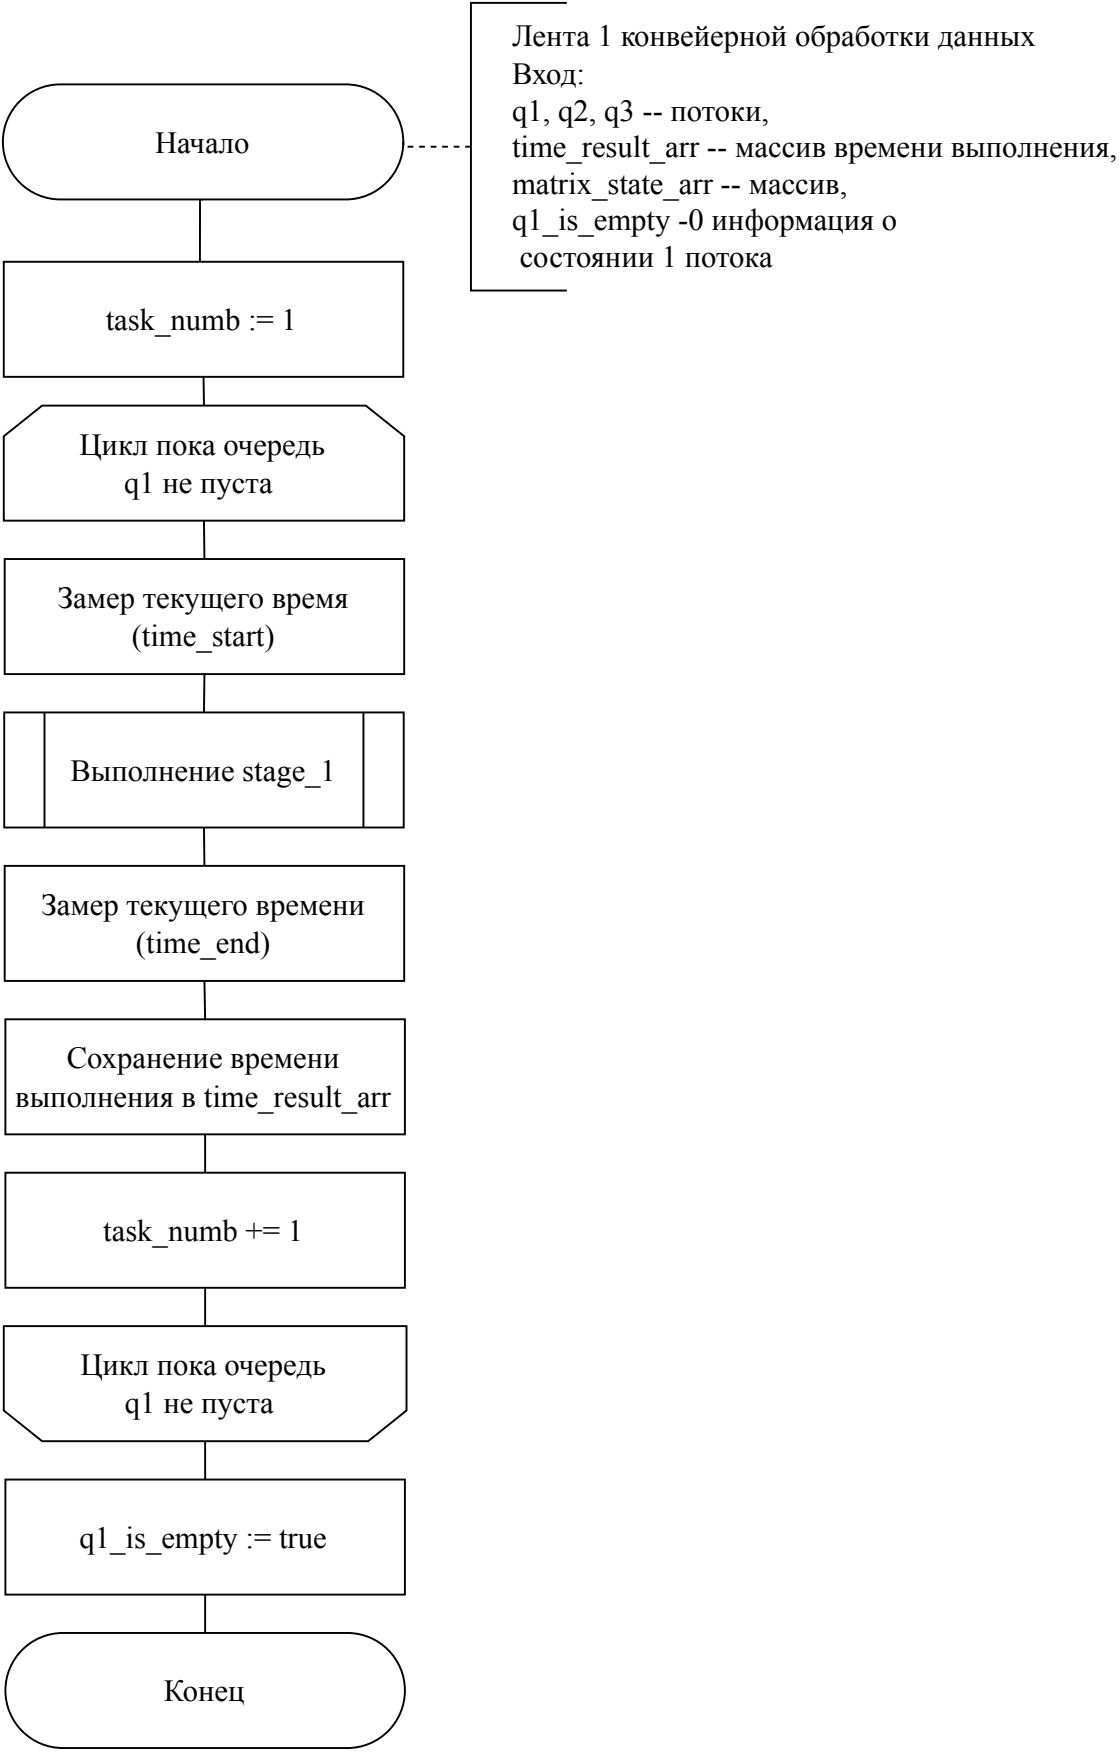 Лента 1 конвейерной обработки данных
Вход:
q1, q2, q3 -- потоки,
time_result_arr -- массив времени выполнения,
matrix_state_arr -- массив,
q1_is_empty -0 информация о
состоянии 1 потока
Начало
task_numb := 1
Цикл пока очередь
q1 не пуста
Замер текущего время
(time_start)
Выполнение stage_1
Замер текущего времени
(time_end)
Сохранение времени
выполнения в time_result_arr
task_numb += 1
Цикл пока очередь
q1 не пуста
q1_is_empty := true
Конец